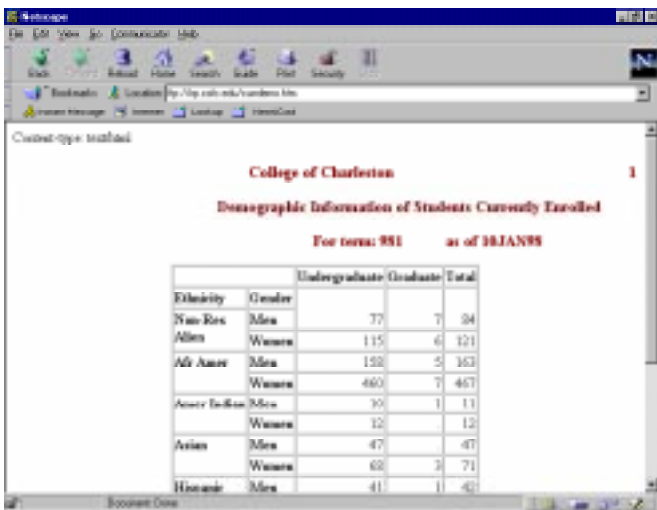 Netscape
File Edit View Go Communicator Help
Back Reload Home Search Guide Print Security
Bookmarks Location
Instant Message Internet Lookup
Content-type: text/html
College of Charleston 1
Demographic Information of Students Currently Enrolled
For term: 981 as of 10JAN98
Undergraduate Graduate Total
Ethnicity Gender
Non-Res Alien Men 77 7 84
Women 115 6 121
Afr Amer Men 158 5 163
Women 460 7 467
Amer Indian Men 10 1 11
Women 12 . 12
Asian Men 47 . 47
Women 68 3 71
Hispanic Men 41 1 42
Document: Done